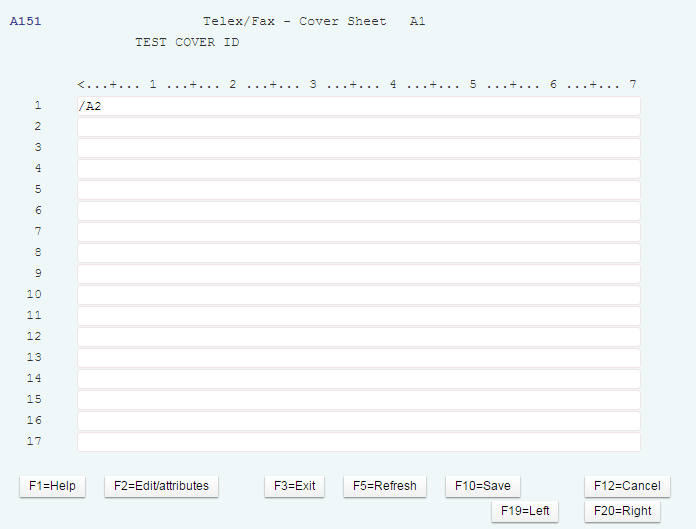 A151 Telex/Fax - Cover Sheet A1
TEST COVER ID
<...+... 1 ...+... 2 ...+... 3 ...+... 4 ...+... 5 ...+... 6 ...+... 7
1 /A2
2
3
4
5
6
7
8
9
10
11
12
13
14
15
16
17
F1=Help F2=Edit/attributes F3=Exit F5=Refresh F10=Save F12=Cancel
F19=Left F20=Right